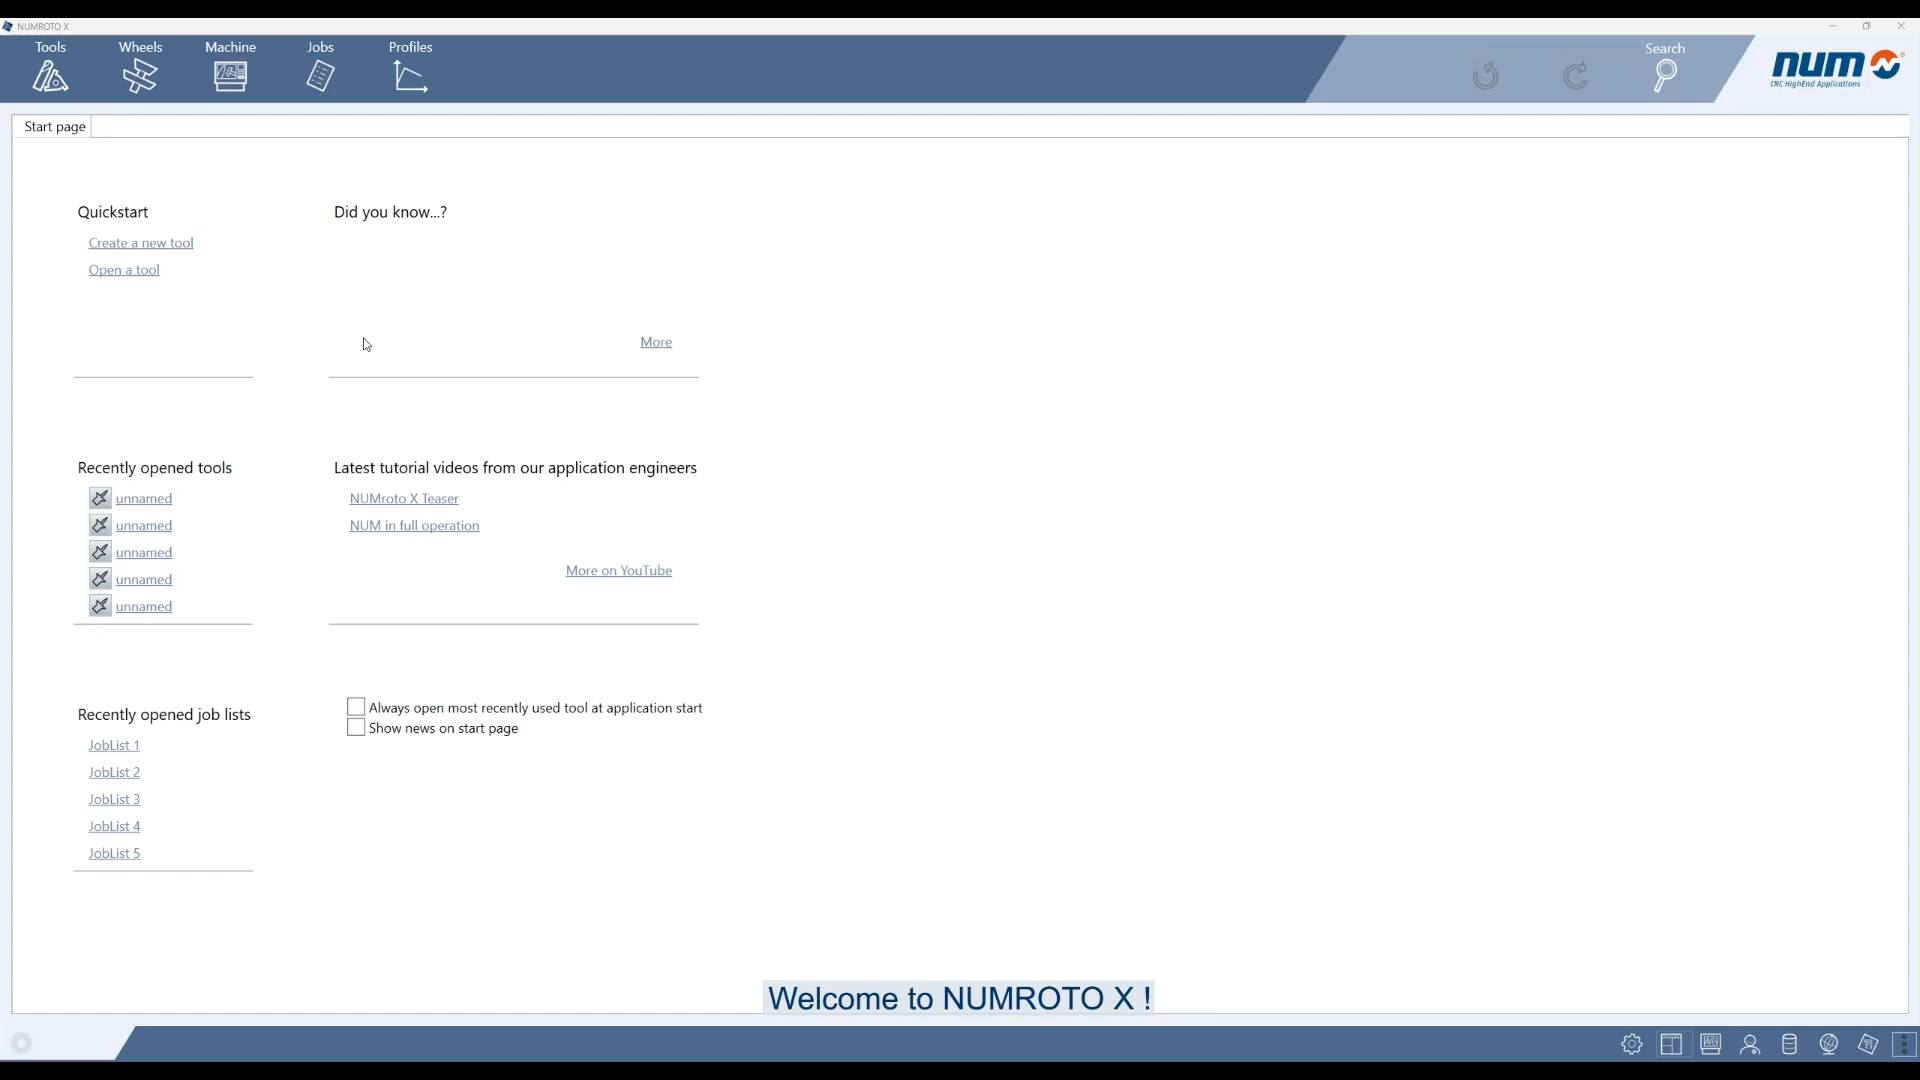 NUMROTO X
Tools
Wheels
Machine
Jobs
Profiles
Search
num
CNC HighEnd Applications
Start page
Quickstart
Create a new tool
Open a tool
Did you know...?
More
Recently opened tools
unnamed
unnamed
unnamed
unnamed
unnamed
Latest tutorial videos from our application engineers
NUMroto X Teaser
NUM in full operation
More on YouTube
Recently opened job lists
JobList 1
JobList 2
JobList 3
JobList 4
JobList 5
Always open most recently used tool at application start
Show news on start page
Welcome to NUMROTO X !